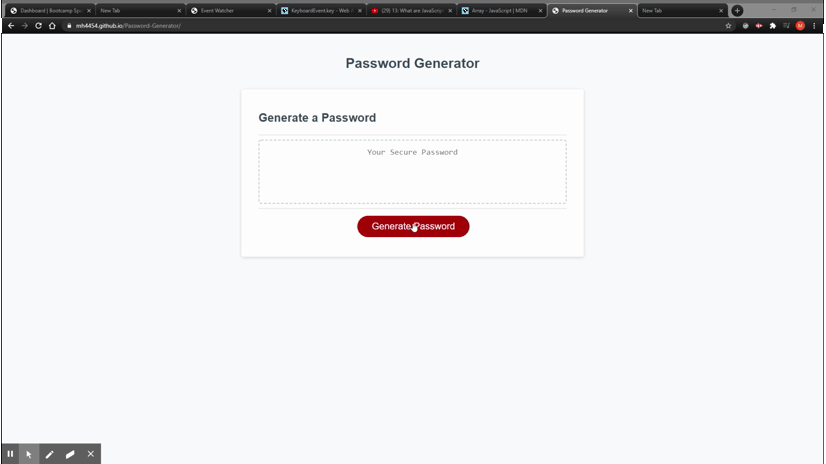 Dashboard | Bootcamp Sp
New Tab
Event Watcher
KeyboardEvent.key - Web
(29) 13: What are JavaScrip
Array - JavaScript | MDN
Password Generator
New Tab
mh4454.github.io/Password-Generator/
M
Password Generator
Generate a Password
Your Secure Password
Generate Password